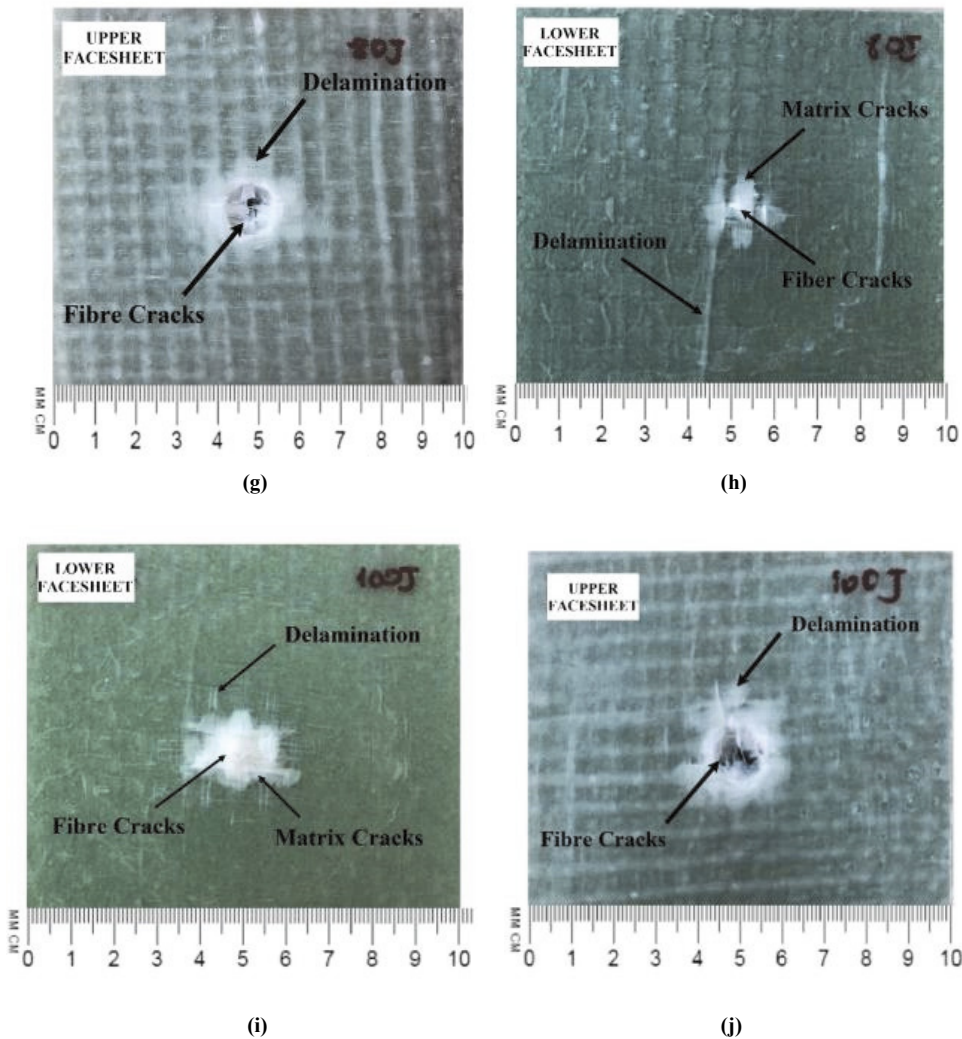 UPPER
FACESHEET
80J
Delamination
Fibre Cracks
MM CM
0 1 2 3 4 5 6 7 8 9 10
(g)
LOWER
FACESHEET
80J
Matrix Cracks
Delamination
Fiber Cracks
MM CM
0 1 2 3 4 5 6 7 8 9 10
(h)
LOWER
FACESHEET
100J
Delamination
Fibre Cracks
Matrix Cracks
MM CM
0 1 2 3 4 5 6 7 8 9 10
(i)
UPPER
FACESHEET
100J
Delamination
Fibre Cracks
MM CM
0 1 2 3 4 5 6 7 8 9 10
(j)